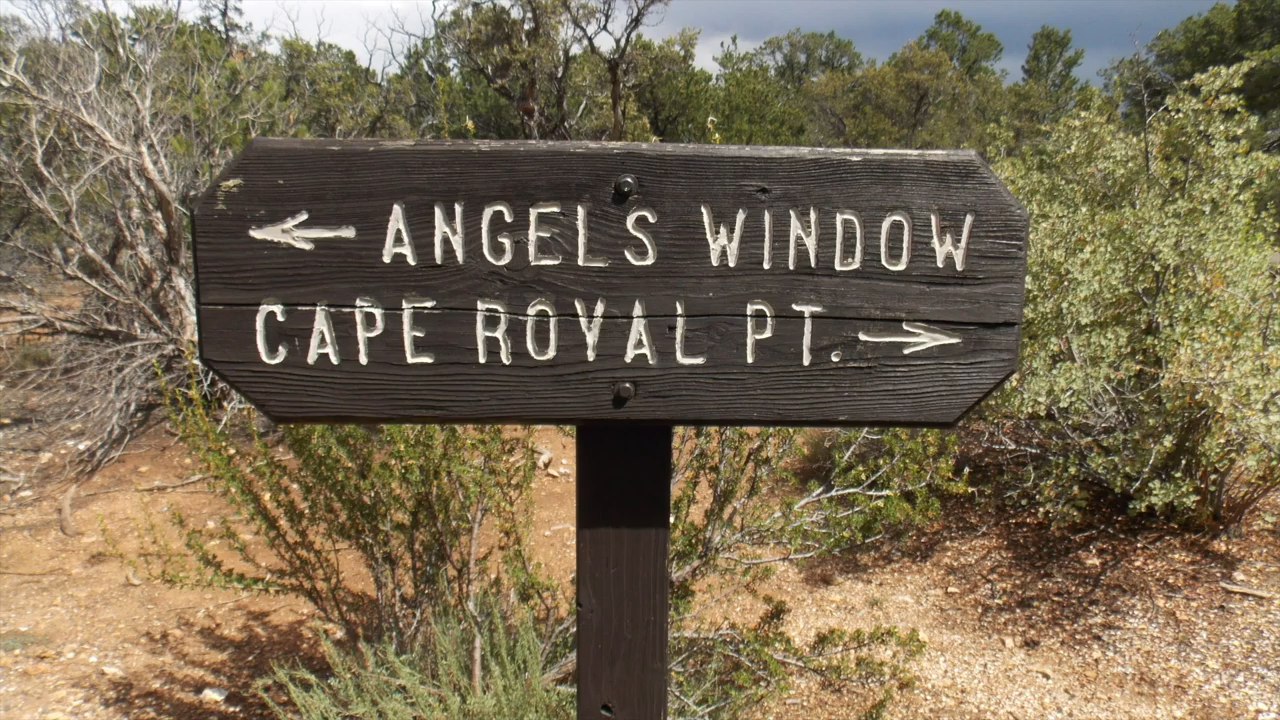 ← ANGELS WINDOW
CAPE ROYAL PT. →